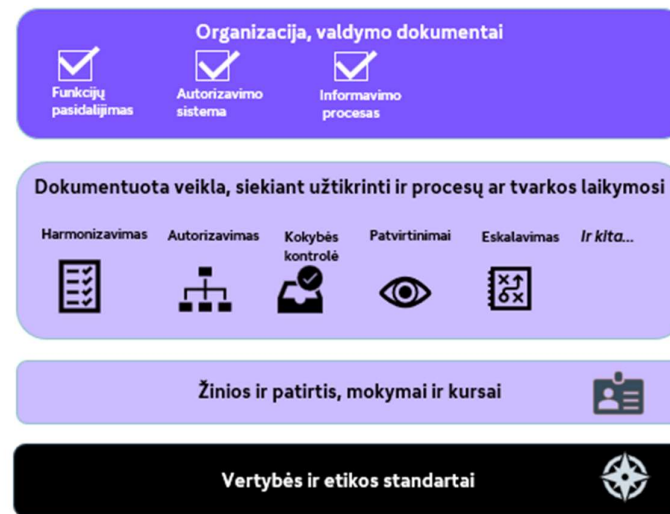 Organizacija, valdymo dokumentai
Funkcijų
pasidalijimas
Autorizavimo
sistema
Informavimo
procesas
Dokumentuota veikla, siekiant užtikrinti ir procesų ar tvarkos laikymosi
Harmonizavimas
Autorizavimas
Kokybės
kontrolė
Patvirtinimai
Eskalavimas
Ir kita...
Žinios ir patirtis, mokymai ir kursai
Vertybės ir etikos standartai